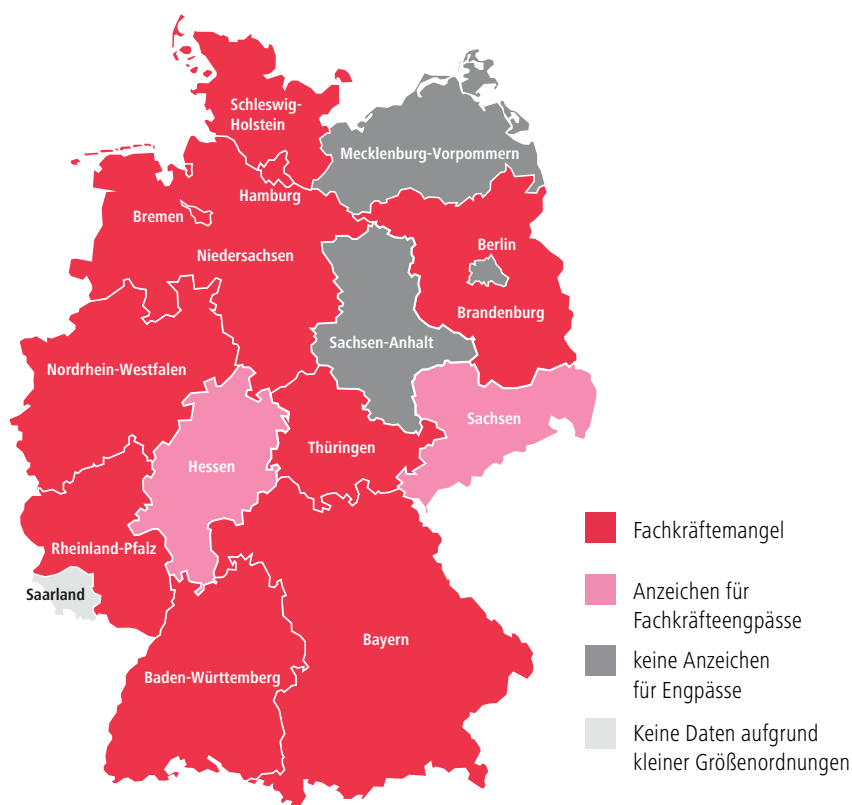 Schleswig-
Holstein
Mecklenburg-Vorpommern
Hamburg
Bremen
Berlin
Niedersachsen
Brandenburg
Sachsen-Anhalt
Nordrhein-Westfalen
Sachsen
Thüringen
Hessen
Rheinland-Pfalz
Saarland
Bayern
Baden-Württemberg
Fachkräftemangel
Anzeichen für
Fachkräfteengpässe
keine Anzeichen
für Engpässe
Keine Daten aufgrund
kleiner Größenordnungen